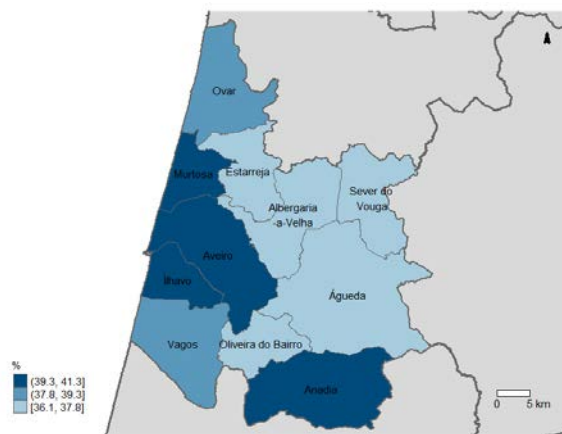 Ovar
Murtosa
Estarreja
Sever do
Vouga
Albergaria
-a-Velha
Aveiro
Ílhavo
Águeda
Vagos
Oliveira do Bairro
Anadia
%
(39.3, 41.3]
(37.8, 39.3]
[36.1, 37.8]
0
5 km